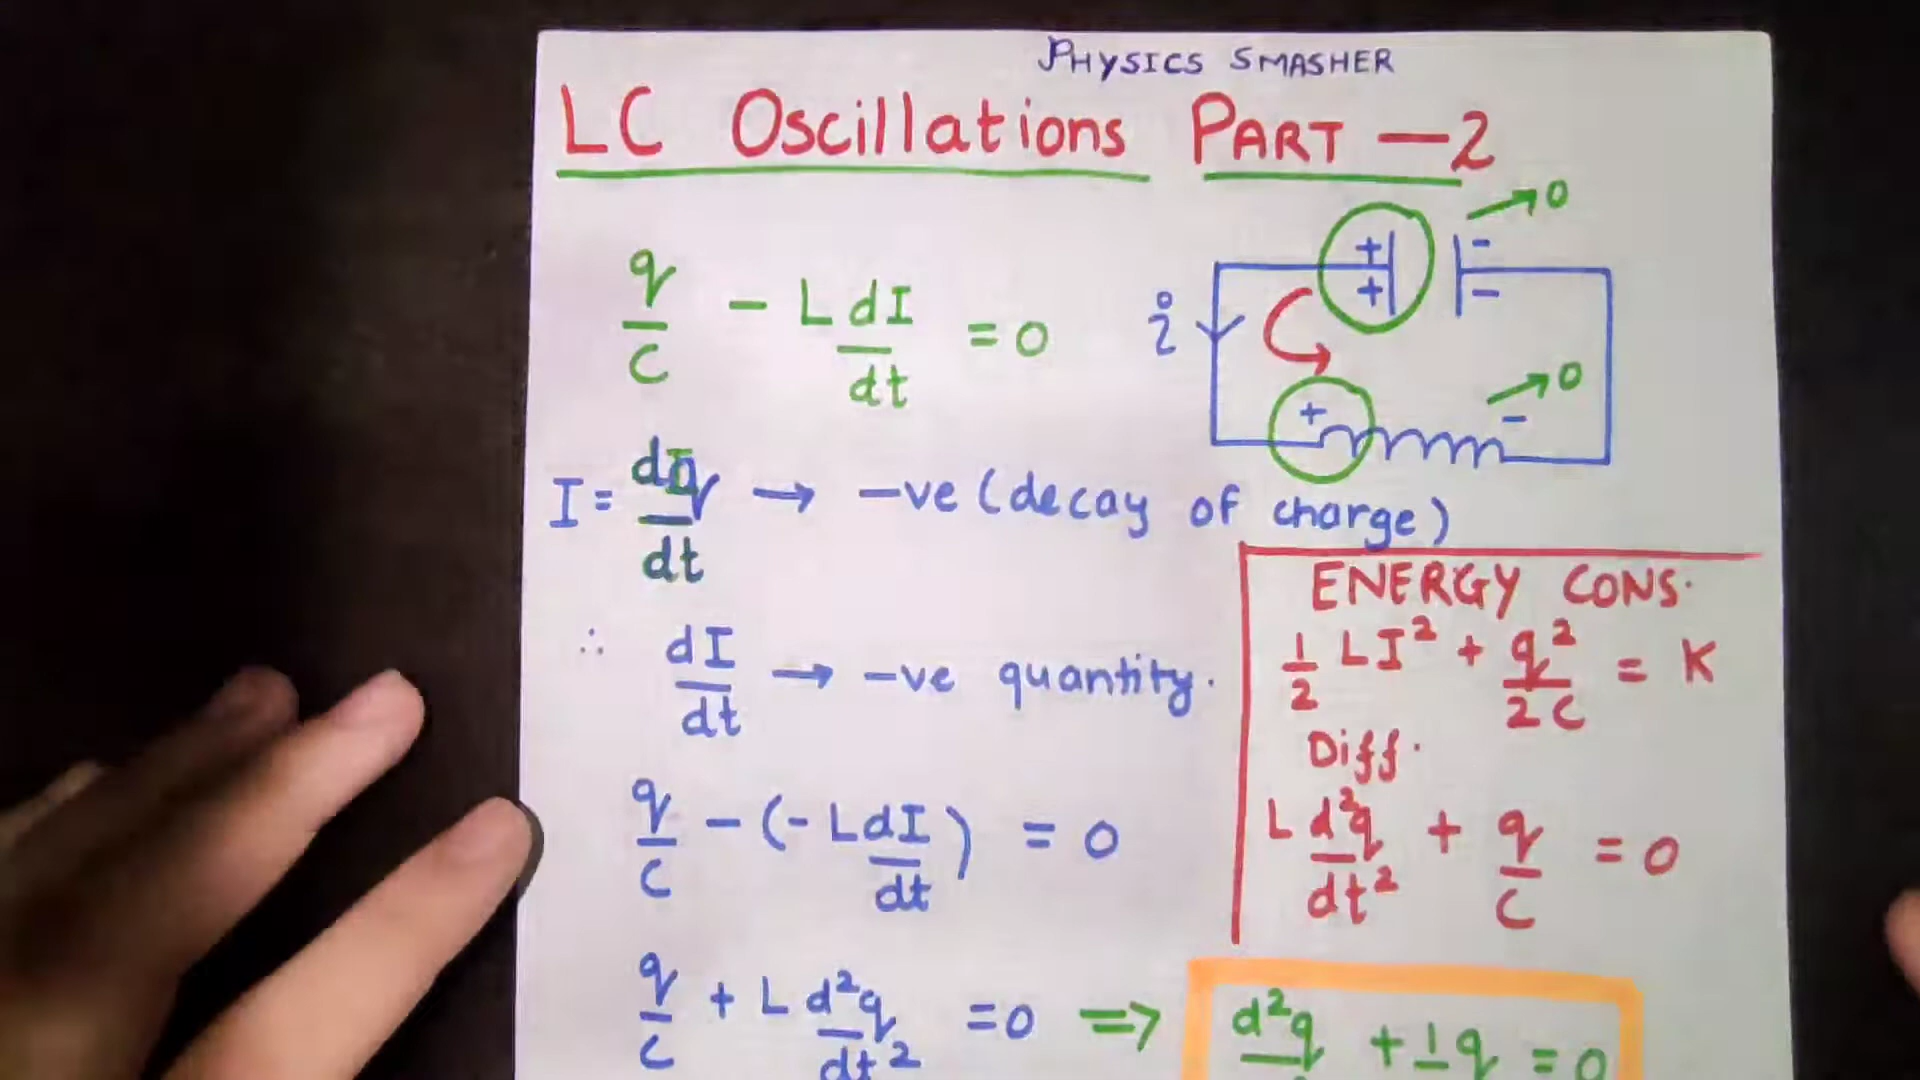 PHYSICS SMASHER
LC Oscillations PART - 2
q/C - L dI/dt = 0
i
+ - → 0
+ -
+ - → 0
I = dq/dt → -ve (decay of charge)
∴ dI/dt → -ve quantity.
q/C - (- L dI/dt) = 0
q/C + L d²q/dt² = 0 ⇒ d²q + 1 q = 0
ENERGY CONS.
1/2 LI² + q²/2C = K
Diff.
L d²q/dt² + q/C = 0